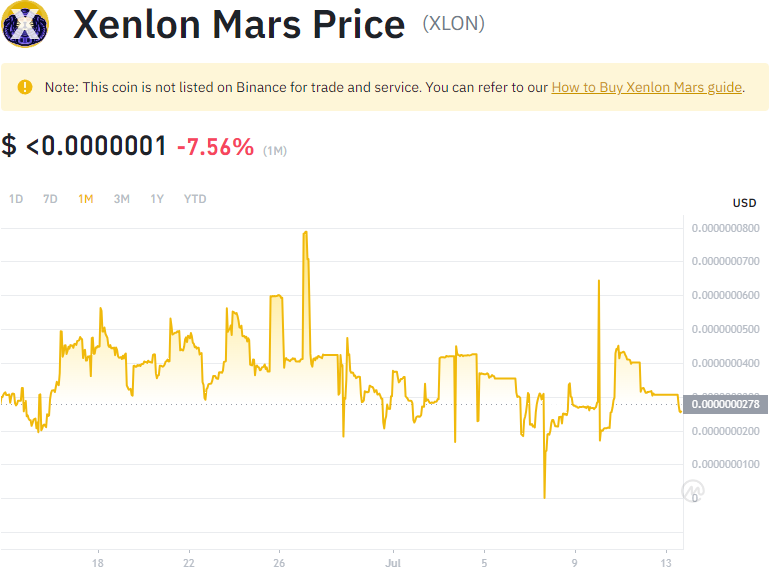 Xenlon Mars Price (XLON)
Note: This coin is not listed on Binance for trade and service. You can refer to our How to Buy Xenlon Mars guide.
$ <0.0000001 -7.56% (1M)
1D 7D 1M 3M 1Y YTD
USD
0.0000000800
0.0000000700
0.0000000600
0.0000000500
0.0000000400
0.0000000278
0.0000000200
0.0000000100
0
18 22 26 Jul 5 9 13